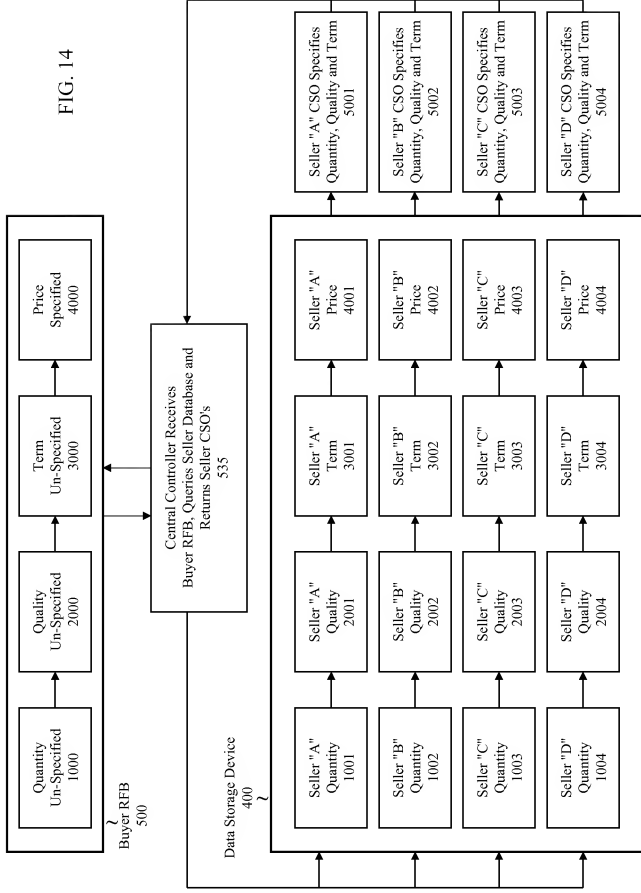 FIG. 14
Quantity
Un-Specified
1000
Quality
Un-Specified
2000
Term
Un-Specified
3000
Price
Specified
4000
Buyer RFB
500
Central Controller Receives
Buyer RFB, Queries Seller Database and
Returns Seller CSO's
535
Data Storage Device
400
Seller "A"
Quantity
1001
Seller "A"
Quality
2001
Seller "A"
Term
3001
Seller "A"
Price
4001
Seller "A" CSO Specifies
Quantity, Quality and Term
5001
Seller "B"
Quantity
1002
Seller "B"
Quality
2002
Seller "B"
Term
3002
Seller "B"
Price
4002
Seller "B" CSO Specifies
Quantity, Quality and Term
5002
Seller "C"
Quantity
1003
Seller "C"
Quality
2003
Seller "C"
Term
3003
Seller "C"
Price
4003
Seller "C" CSO Specifies
Quantity, Quality and Term
5003
Seller "D"
Quantity
1004
Seller "D"
Quality
2004
Seller "D"
Term
3004
Seller "D"
Price
4004
Seller "D" CSO Specifies
Quantity, Quality and Term
5004